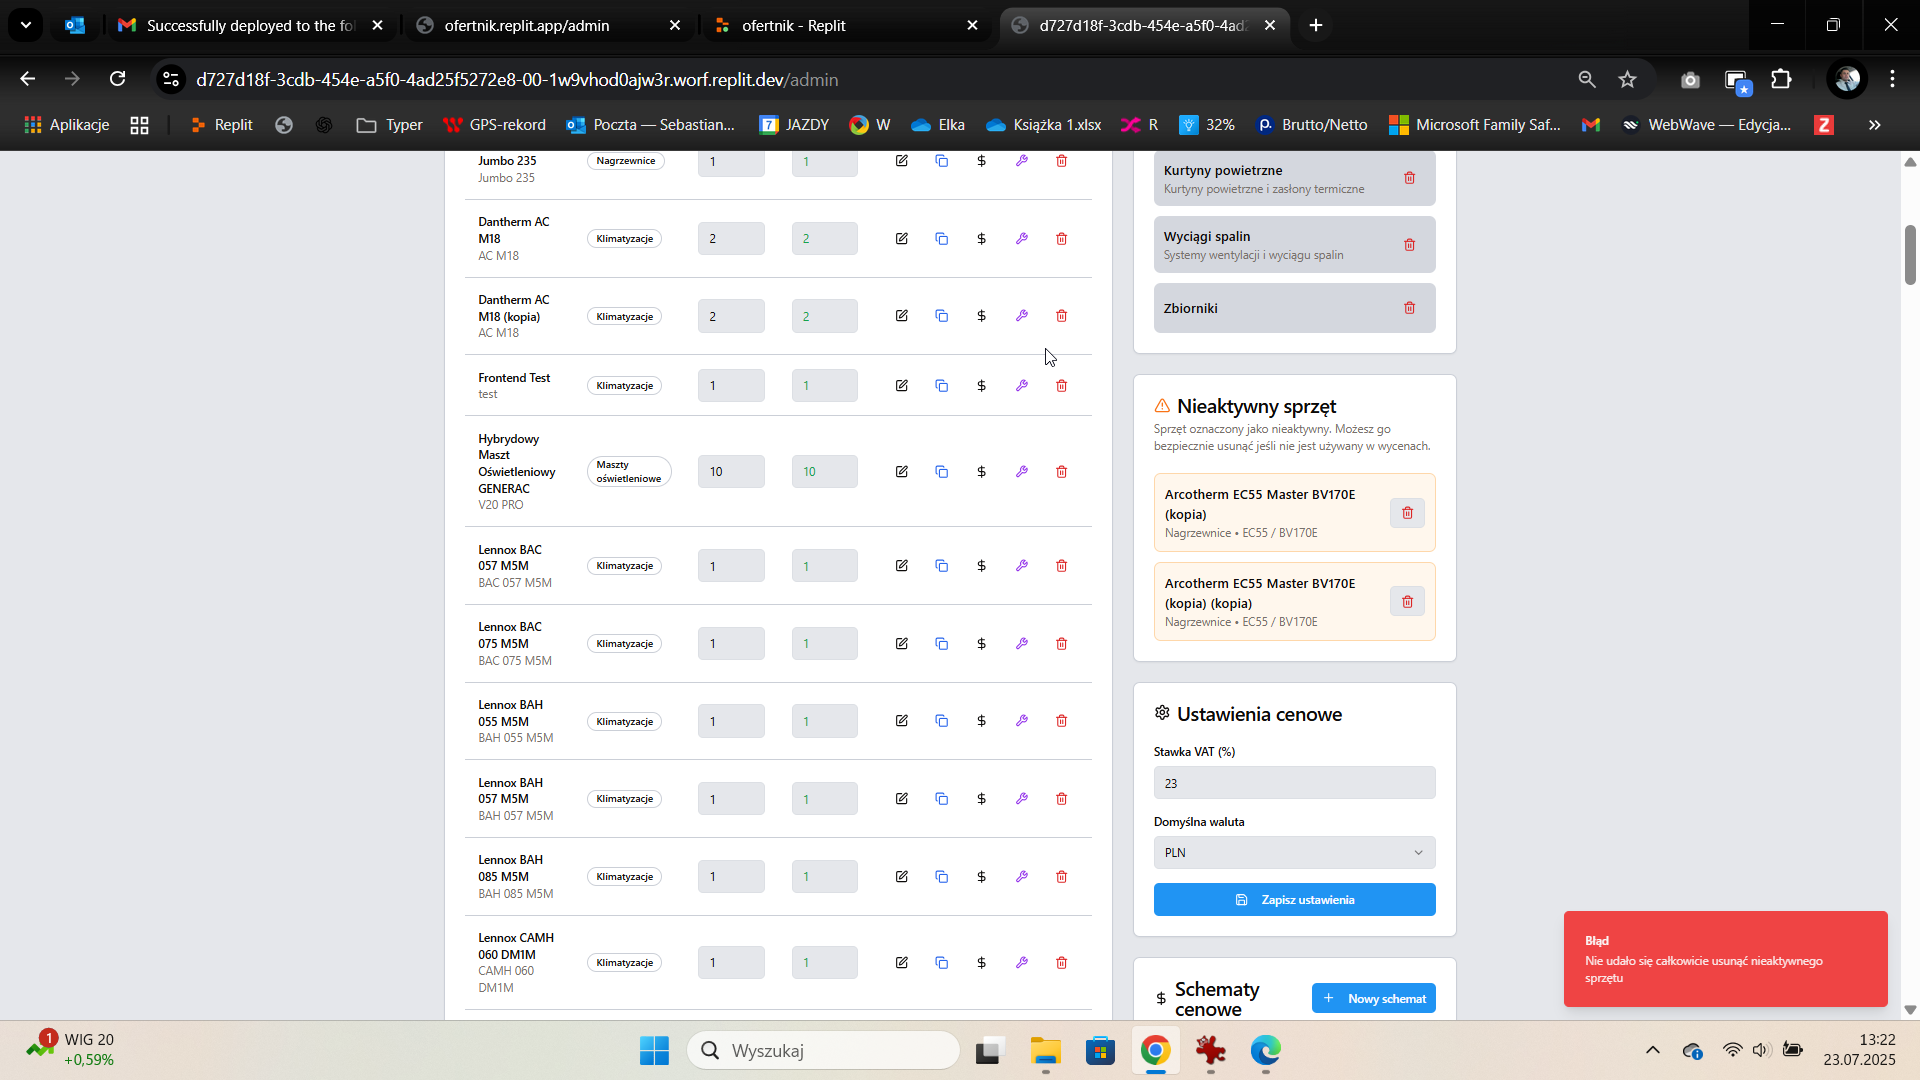 Successfully deployed to the fo
ofertnik.replit.app/admin
ofertnik - Replit
d727d18f-3cdb-454e-a5f0-4ad2
d727d18f-3cdb-454e-a5f0-4ad25f5272e8-00-1w9vhod0ajw3r.worf.replit.dev/admin
Aplikacje
Replit
Typer
GPS-rekord
Poczta — Sebastian...
JAZDY
W
Elka
Książka 1.xlsx
R
32%
Brutto/Netto
Microsoft Family Saf...
WebWave — Edycja...
»
Jumbo 235
Jumbo 235
Nagrzewnice
1
1
Dantherm AC
M18
AC M18
Klimatyzacje
2
2
Dantherm AC
M18 (kopia)
AC M18
Klimatyzacje
2
2
Frontend Test
test
Klimatyzacje
1
1
Hybrydowy
Maszt
Oświetleniowy
GENERAC
V20 PRO
Maszty
oświetleniowe
10
10
Lennox BAC
057 M5M
BAC 057 M5M
Klimatyzacje
1
1
Lennox BAC
075 M5M
BAC 075 M5M
Klimatyzacje
1
1
Lennox BAH
055 M5M
BAH 055 M5M
Klimatyzacje
1
1
Lennox BAH
057 M5M
BAH 057 M5M
Klimatyzacje
1
1
Lennox BAH
085 M5M
BAH 085 M5M
Klimatyzacje
1
1
Lennox CAMH
060 DM1M
CAMH 060
DM1M
Klimatyzacje
1
1
Kurtyny powietrzne
Kurtyny powietrzne i zasłony termiczne
Wyciągi spalin
Systemy wentylacji i wyciągu spalin
Zbiorniki
Nieaktywny sprzęt
Sprzęt oznaczony jako nieaktywny. Możesz go
bezpiecznie usunąć jeśli nie jest używany w wycenach.
Arcotherm EC55 Master BV170E
(kopia)
Nagrzewnice • EC55 / BV170E
Arcotherm EC55 Master BV170E
(kopia) (kopia)
Nagrzewnice • EC55 / BV170E
Ustawienia cenowe
Stawka VAT (%)
23
Domyślna waluta
PLN
Zapisz ustawienia
Schematy
cenowe
Nowy schemat
Błąd
Nie udało się całkowicie usunąć nieaktywnego
sprzętu
1
WIG 20
+0,59%
Wyszukaj
13:22
23.07.2025